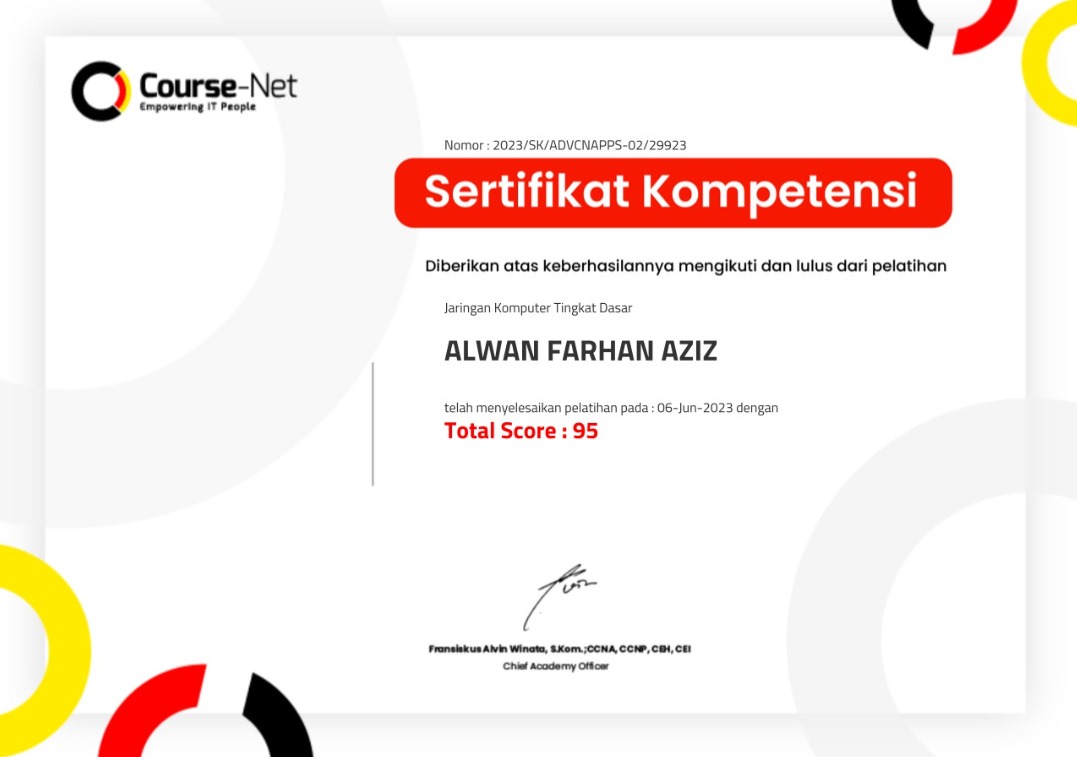 Course-Net
Empowering IT People
Nomor : 2023/SK/ADVCNAPPS-02/29923
Sertifikat Kompetensi
Diberikan atas keberhasilannya mengikuti dan lulus dari pelatihan
Jaringan Komputer Tingkat Dasar
ALWAN FARHAN AZIZ
telah menyelesaikan pelatihan pada : 06-Jun-2023 dengan
Total Score : 95
Fransiskus Alvin Winata, S.Kom.;CCNA, CCNP, CEH, CEI
Chief Academy Officer